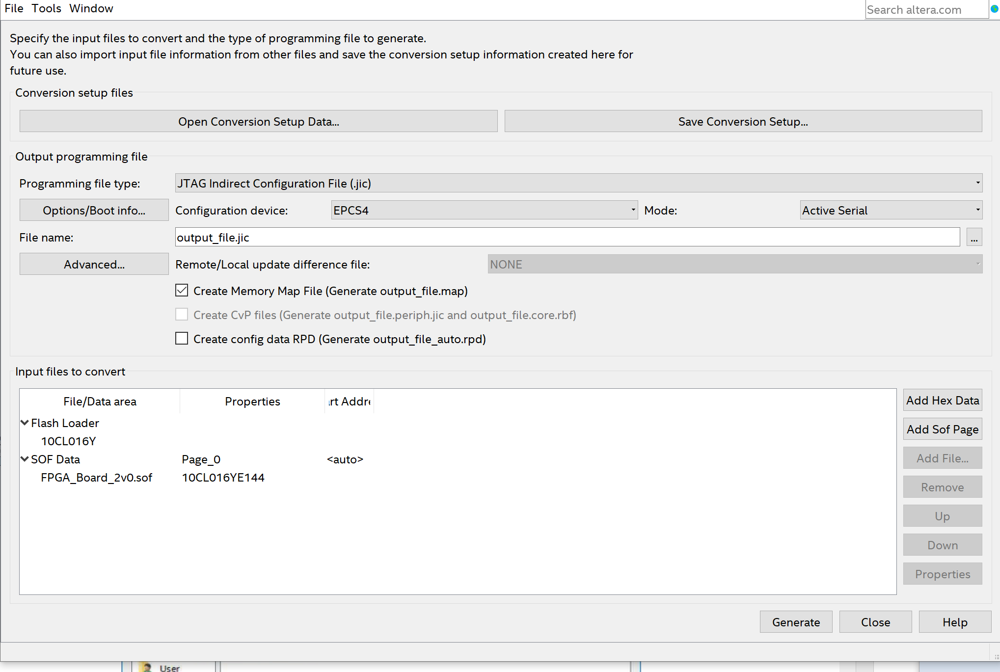 File Tools Window
Search altera.com
Specify the input files to convert and the type of programming file to generate.
You can also import input file information from other files and save the conversion setup information created here for
future use.
Conversion setup files
Open Conversion Setup Data...
Save Conversion Setup...
Output programming file
Programming file type:
JTAG Indirect Configuration File (.jic)
Options/Boot info...
Configuration device:
EPCS4
Mode:
Active Serial
File name:
output_file.jic
...
Advanced...
Remote/Local update difference file:
NONE
Create Memory Map File (Generate output_file.map)
Create CvP files (Generate output_file.periph.jic and output_file.core.rbf)
Create config data RPD (Generate output_file_auto.rpd)
Input files to convert
File/Data area
Properties
art Addre
Flash Loader
10CL016Y
SOF Data
Page_0
<auto>
FPGA_Board_2v0.sof
10CL016YE144
Add Hex Data
Add Sof Page
Add File...
Remove
Up
Down
Properties
Generate
Close
Help
User